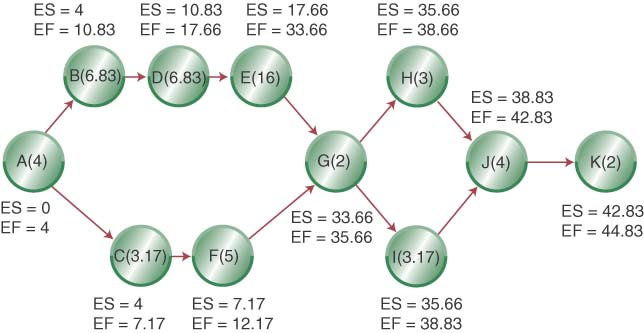 ES = 4
EF = 10.83
ES = 10.83
EF = 17.66
ES = 17.66
EF = 33.66
ES = 35.66
EF = 38.66
B(6.83)
D(6.83)
E(16)
H(3)
ES = 38.83
EF = 42.83
A(4)
G(2)
J(4)
K(2)
ES = 0
EF = 4
ES = 33.66
EF = 35.66
ES = 42.83
EF = 44.83
C(3.17)
F(5)
I(3.17)
ES = 4
EF = 7.17
ES = 7.17
EF = 12.17
ES = 35.66
EF = 38.83